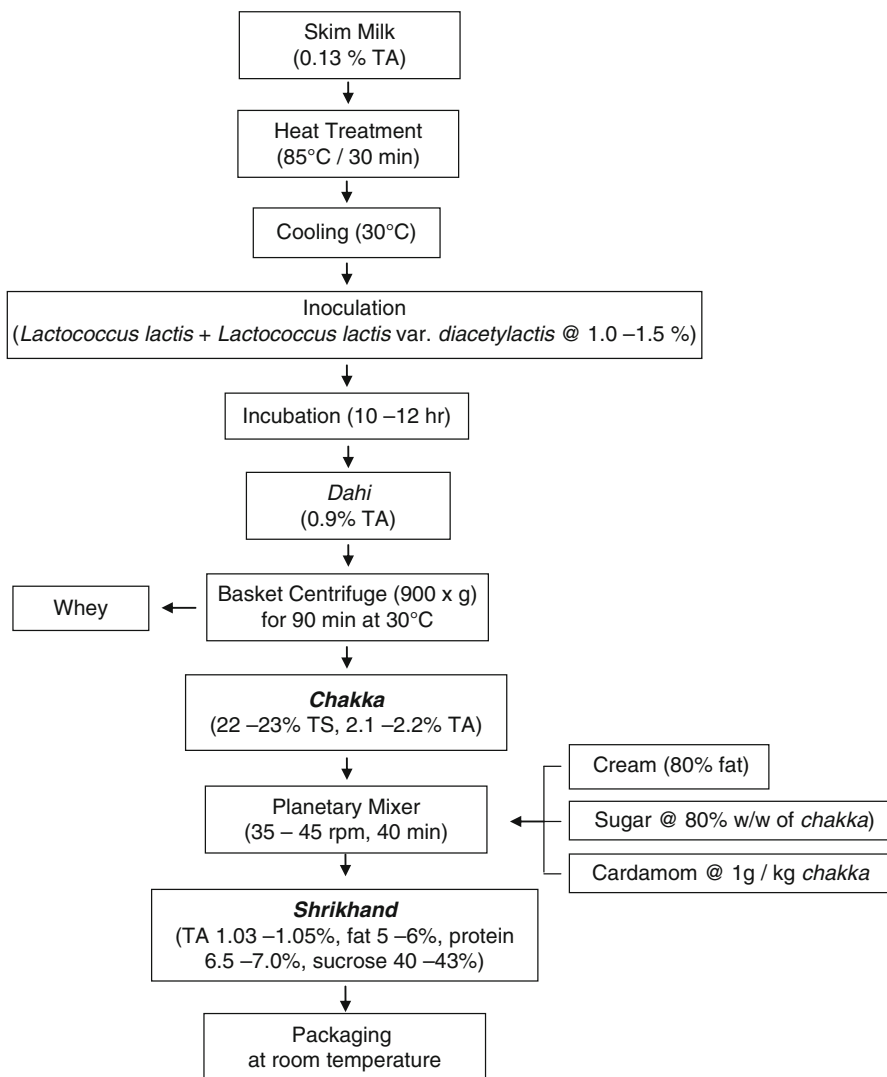 Skim Milk
(0.13 % TA)
Heat Treatment
(85°C / 30 min)
Cooling (30°C)
Inoculation
(Lactococcus lactis + Lactococcus lactis var. diacetylactis @ 1.0 –1.5 %)
Incubation (10 –12 hr)
Dahi
(0.9% TA)
Basket Centrifuge (900 x g)
for 90 min at 30°C
Whey
Chakka
(22 –23% TS, 2.1 –2.2% TA)
Planetary Mixer
(35 – 45 rpm, 40 min)
Cream (80% fat)
Sugar @ 80% w/w of chakka)
Cardamom @ 1g / kg chakka
Shrikhand
(TA 1.03 –1.05%, fat 5 –6%, protein
6.5 –7.0%, sucrose 40 –43%)
Packaging
at room temperature